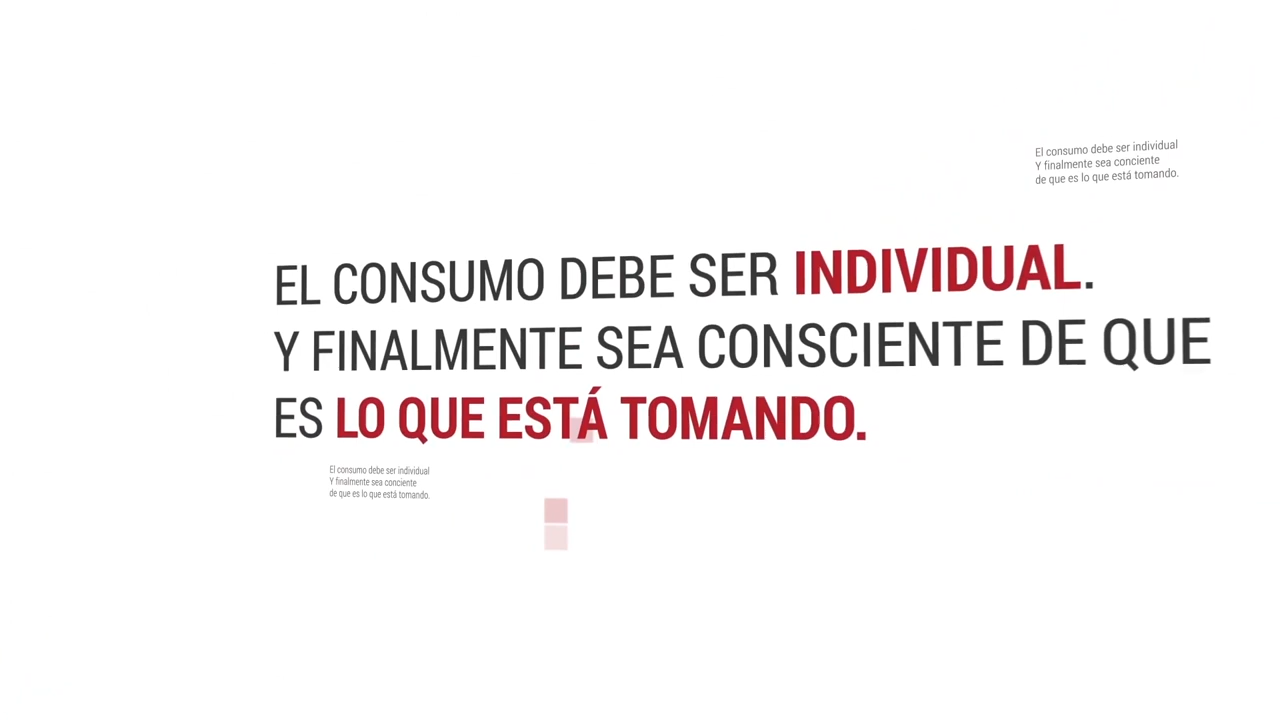 El consumo debe ser individual
Y finalmente sea conciente
de que es lo que está tomando.
EL CONSUMO DEBE SER INDIVIDUAL.
Y FINALMENTE SEA CONSCIENTE DE QUE
ES LO QUE ESTÁ TOMANDO.
El consumo debe ser individual
Y finalmente sea conciente
de que es lo que está tomando.